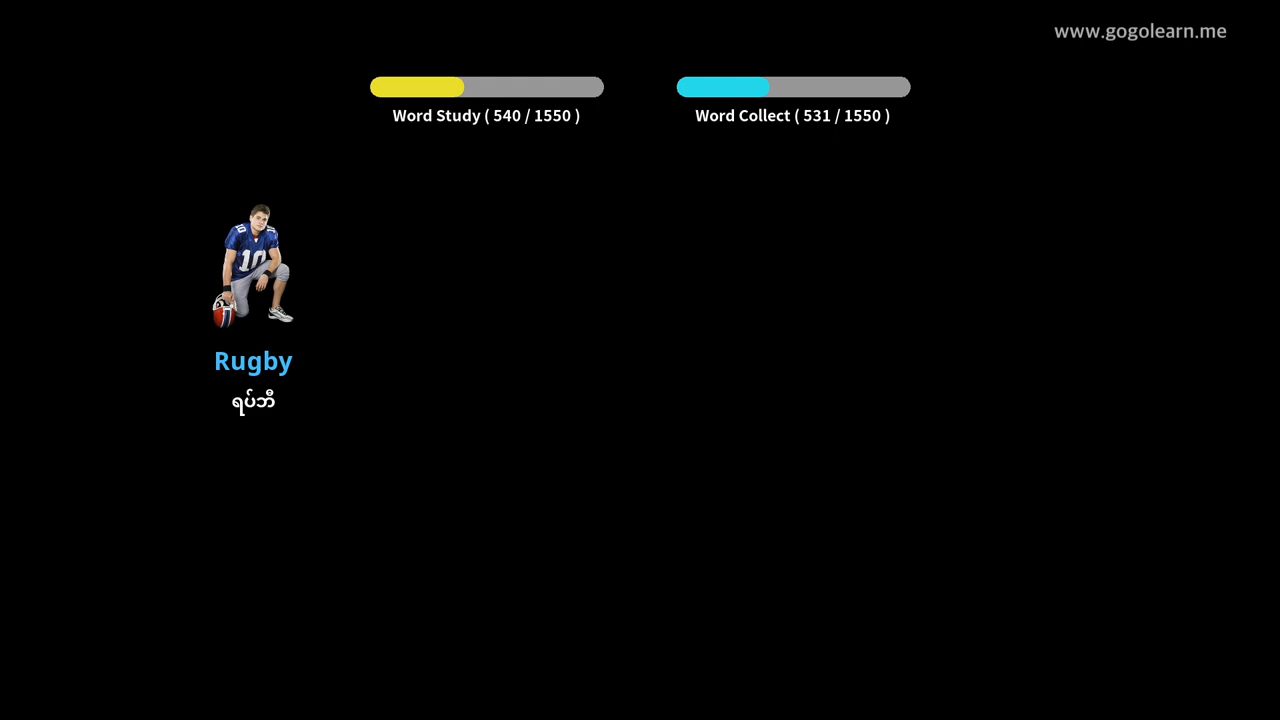 www.gogolearn.me
Word Study ( 540 / 1550 )
Word Collect ( 531 / 1550 )
10
Rugby
ရပ်ဘီ